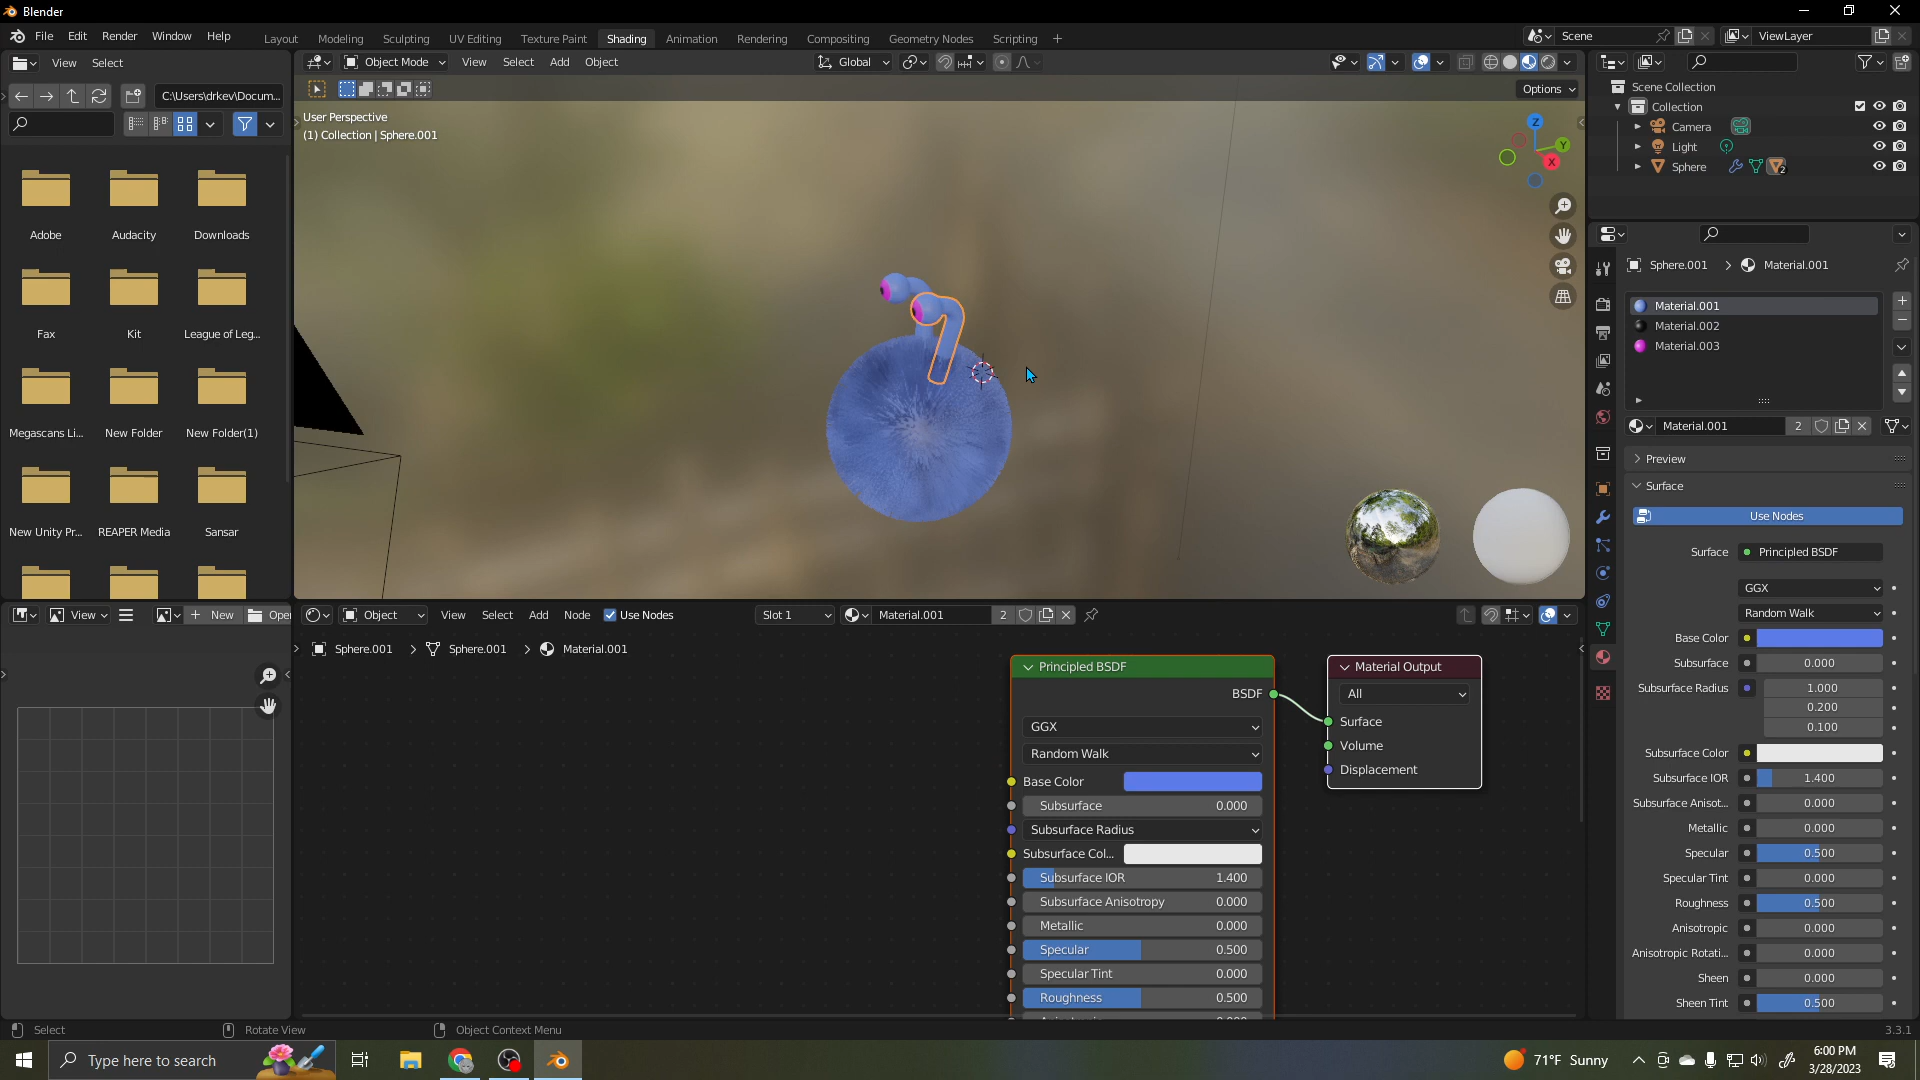 Blender
File Edit Render Window Help
Layout Modeling Sculpting UV Editing Texture Paint Shading Animation Rendering Compositing Geometry Nodes Scripting
Scene
ViewLayer
View Select
Object Mode View Select Add Object
Global
C:\Users\drkev\Docum...
Options
User Perspective
(1) Collection | Sphere.001
Z
Y
X
Adobe Audacity Downloads
Fax Kit League of Leg...
Megascans Li... New Folder New Folder(1)
New Unity Pr... REAPER Media Sansar
Scene Collection
Collection
Camera
Light
Sphere 2
Sphere.001 > Material.001
Material.001
Material.002
Material.003
Material.001 2
Preview
Surface
Use Nodes
Surface Principled BSDF
GGX
Random Walk
Base Color
Subsurface 0.000
Subsurface Radius 1.000
0.200
0.100
Subsurface Color
Subsurface IOR 1.400
Subsurface Anisot... 0.000
Metallic 0.000
Specular 0.500
Specular Tint 0.000
Roughness 0.500
Anisotropic 0.000
Anisotropic Rotati... 0.000
Sheen 0.000
Sheen Tint 0.500
View New Open
Object View Select Add Node Use Nodes Slot 1 Material.001 2
Sphere.001 > Sphere.001 > Material.001
Principled BSDF
BSDF
GGX
Random Walk
Base Color
Subsurface 0.000
Subsurface Radius
Subsurface Col...
Subsurface IOR 1.400
Subsurface Anisotropy 0.000
Metallic 0.000
Specular 0.500
Specular Tint 0.000
Roughness 0.500
Material Output
All
Surface
Volume
Displacement
Select Rotate View Object Context Menu
3.3.1
Type here to search
71°F Sunny
6:00 PM
3/28/2023